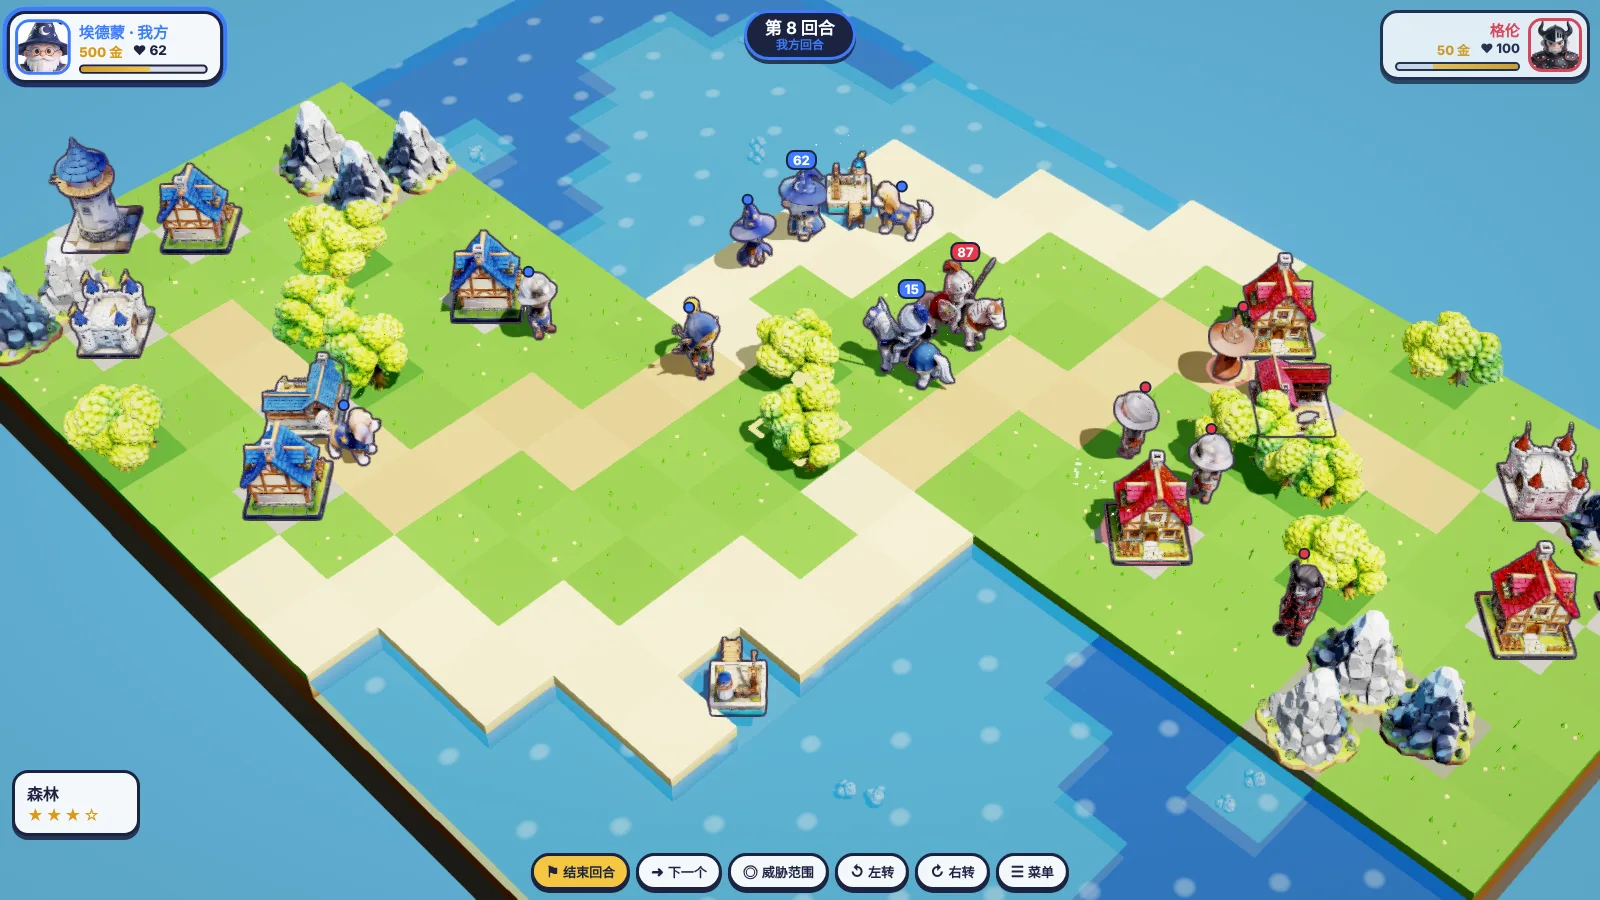 埃德蒙 · 我方
500 金 ♥ 62
第 8 回合
我方回合
格伦
50 金 ♥ 100
62
87
15
森林
★ ★ ★ ☆
结束回合
下一个
威胁范围
左转
右转
菜单